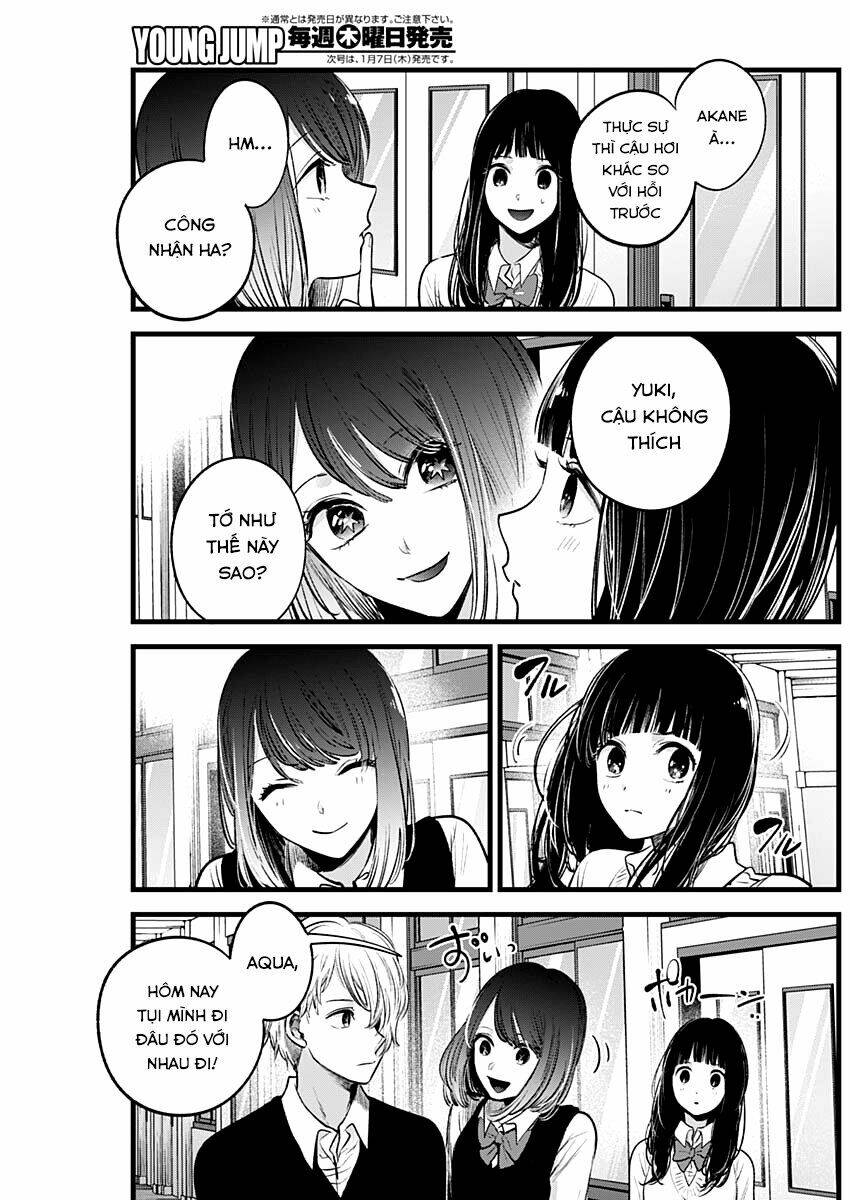 ※通常とは発売日が異なります。ご注意下さい。
YOUNG JUMP 毎週木曜日発売
次号は、1月7日(木)発売です。
AKANE
À...
THỰC SỰ
THÌ CẬU HƠI
KHÁC SO
VỚI HỒI
TRƯỚC
HM...
CÔNG
NHẬN HA?
YUKI,
CẬU KHÔNG
THÍCH
TỚ NHƯ
THẾ NÀY
SAO?
フル
フル
AQUA,
HÔM NAY
TỤI MÌNH ĐI
ĐÂU ĐÓ VỚI
NHAU ĐI!
ぐいっ
ポカーン